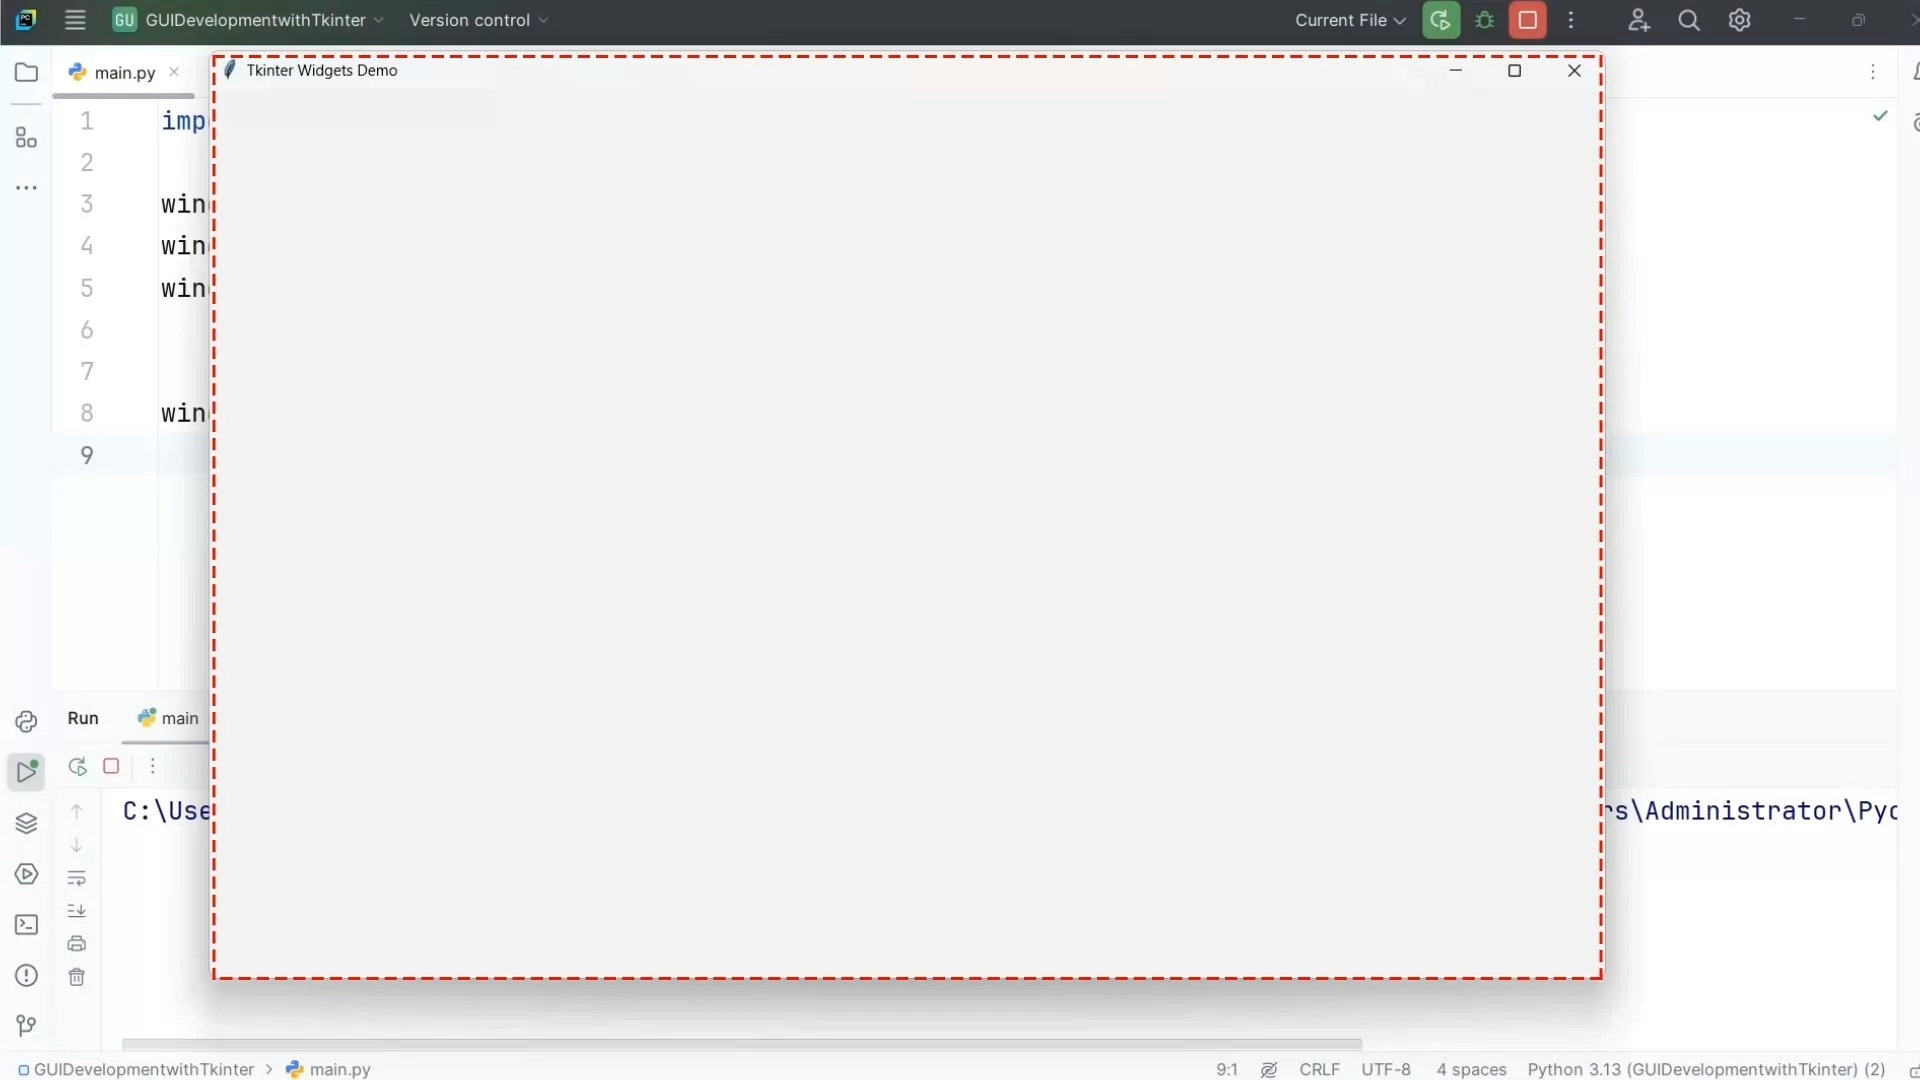 GU GUIDevelopmentwithTkinter Version control Current File
main.py
Tkinter Widgets Demo
1 imp
2
3 win
4 win
5 win
6
7
8 win
9
Run main
C:\Use rs\Administrator\Pyc
GUIDevelopmentwithTkinter > main.py 9:1 CRLF UTF-8 4 spaces Python 3.13 (GUIDevelopmentwithTkinter) (2)